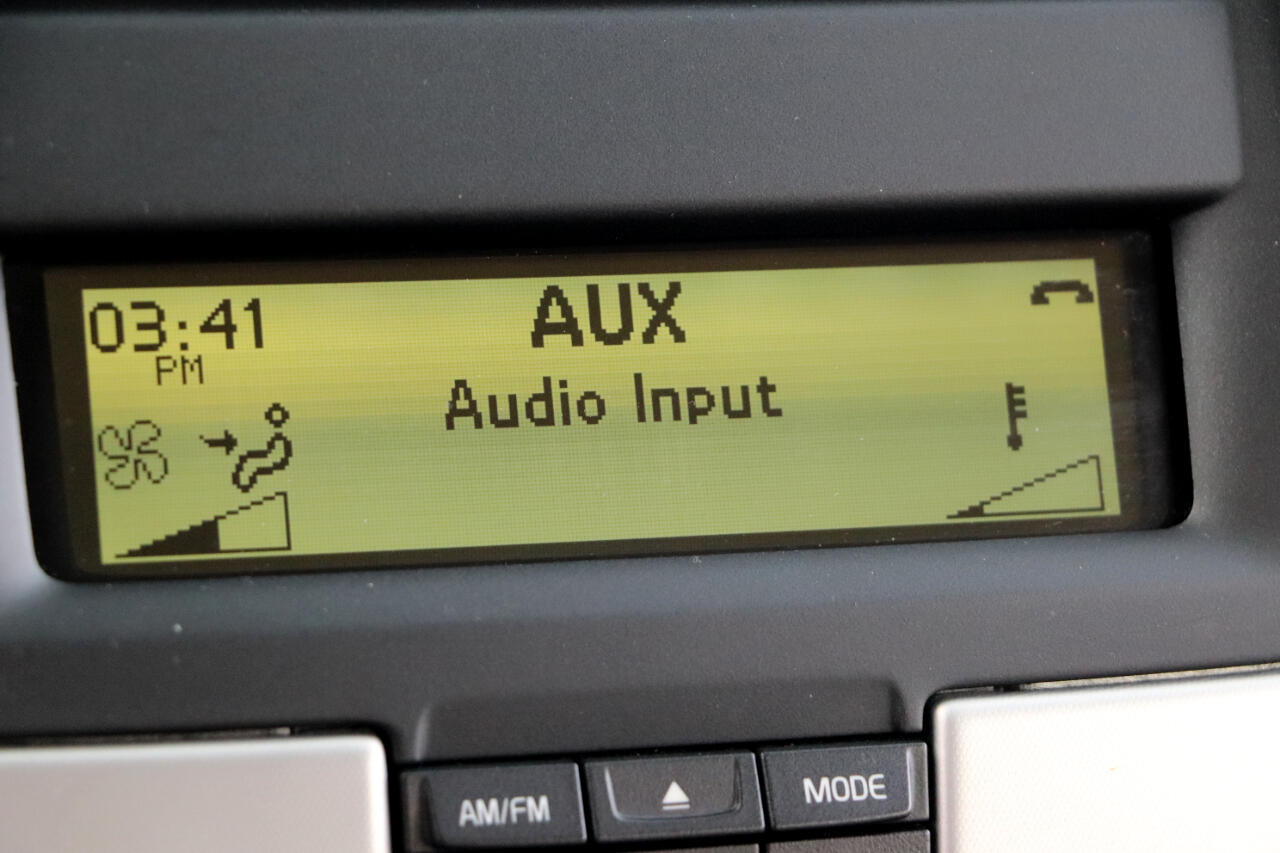 03:41
PM
AUX
Audio Input
AM/FM
MODE